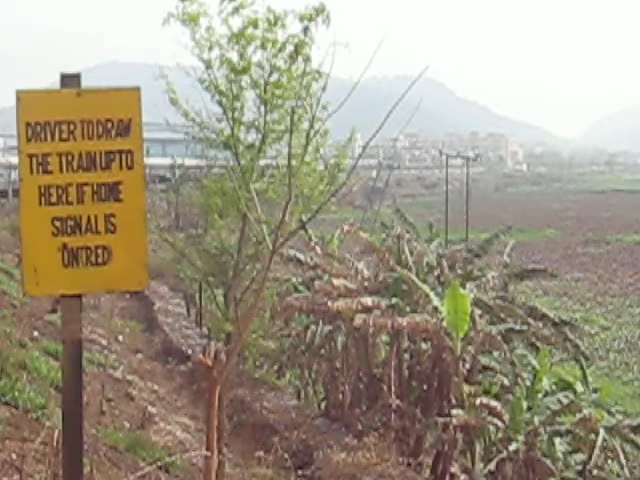 DRIVER TO DRAW
THE TRAIN UPTO
HERE IF HOME
SIGNAL IS
'ON'(RED)